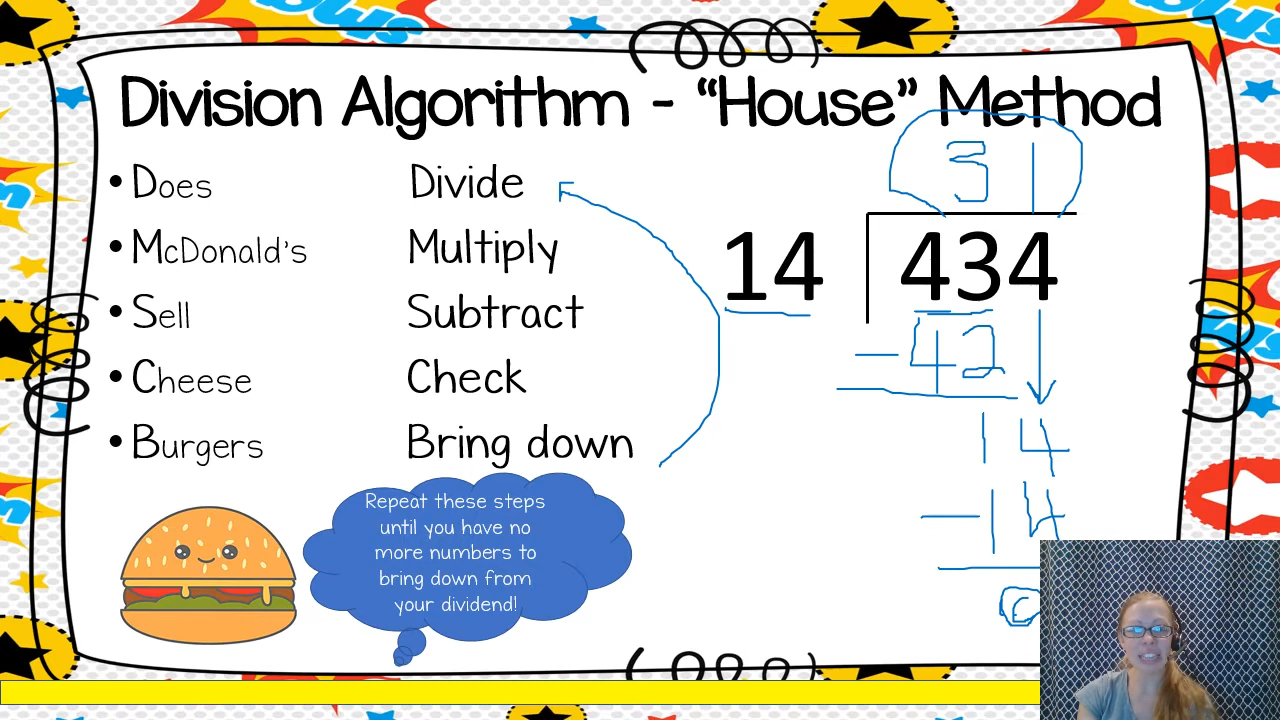 Division Algorithm - “House” Method
• Does Divide
• McDonald's Multiply
• Sell Subtract
• Cheese Check
• Burgers Bring down
31
14 434
- 42
14
- 14
0
Repeat these steps
until you have no
more numbers to
bring down from
your dividend!